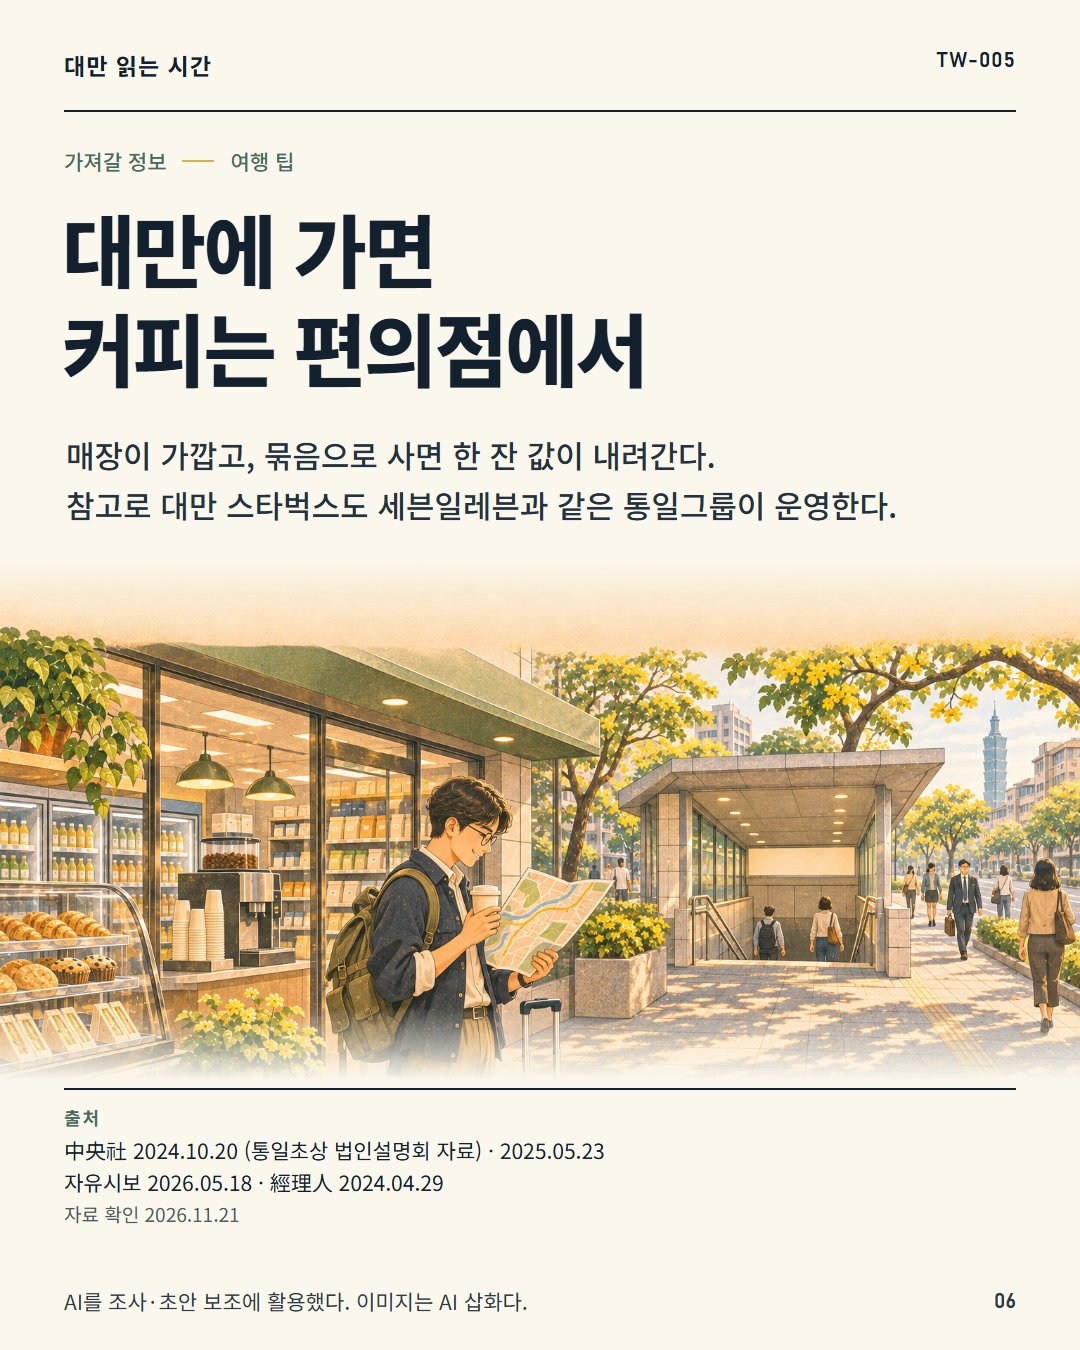 대만 읽는 시간
TW-005
가져갈 정보 — 여행 팁
대만에 가면
커피는 편의점에서
매장이 가깝고, 묶음으로 사면 한 잔 값이 내려간다.
참고로 대만 스타벅스도 세븐일레븐과 같은 통일그룹이 운영한다.
출처
中央社 2024.10.20 (통일초상 법인설명회 자료) · 2025.05.23
자유시보 2026.05.18 · 經理人 2024.04.29
자료 확인 2026.11.21
AI를 조사·초안 보조에 활용했다. 이미지는 AI 삽화다.
06